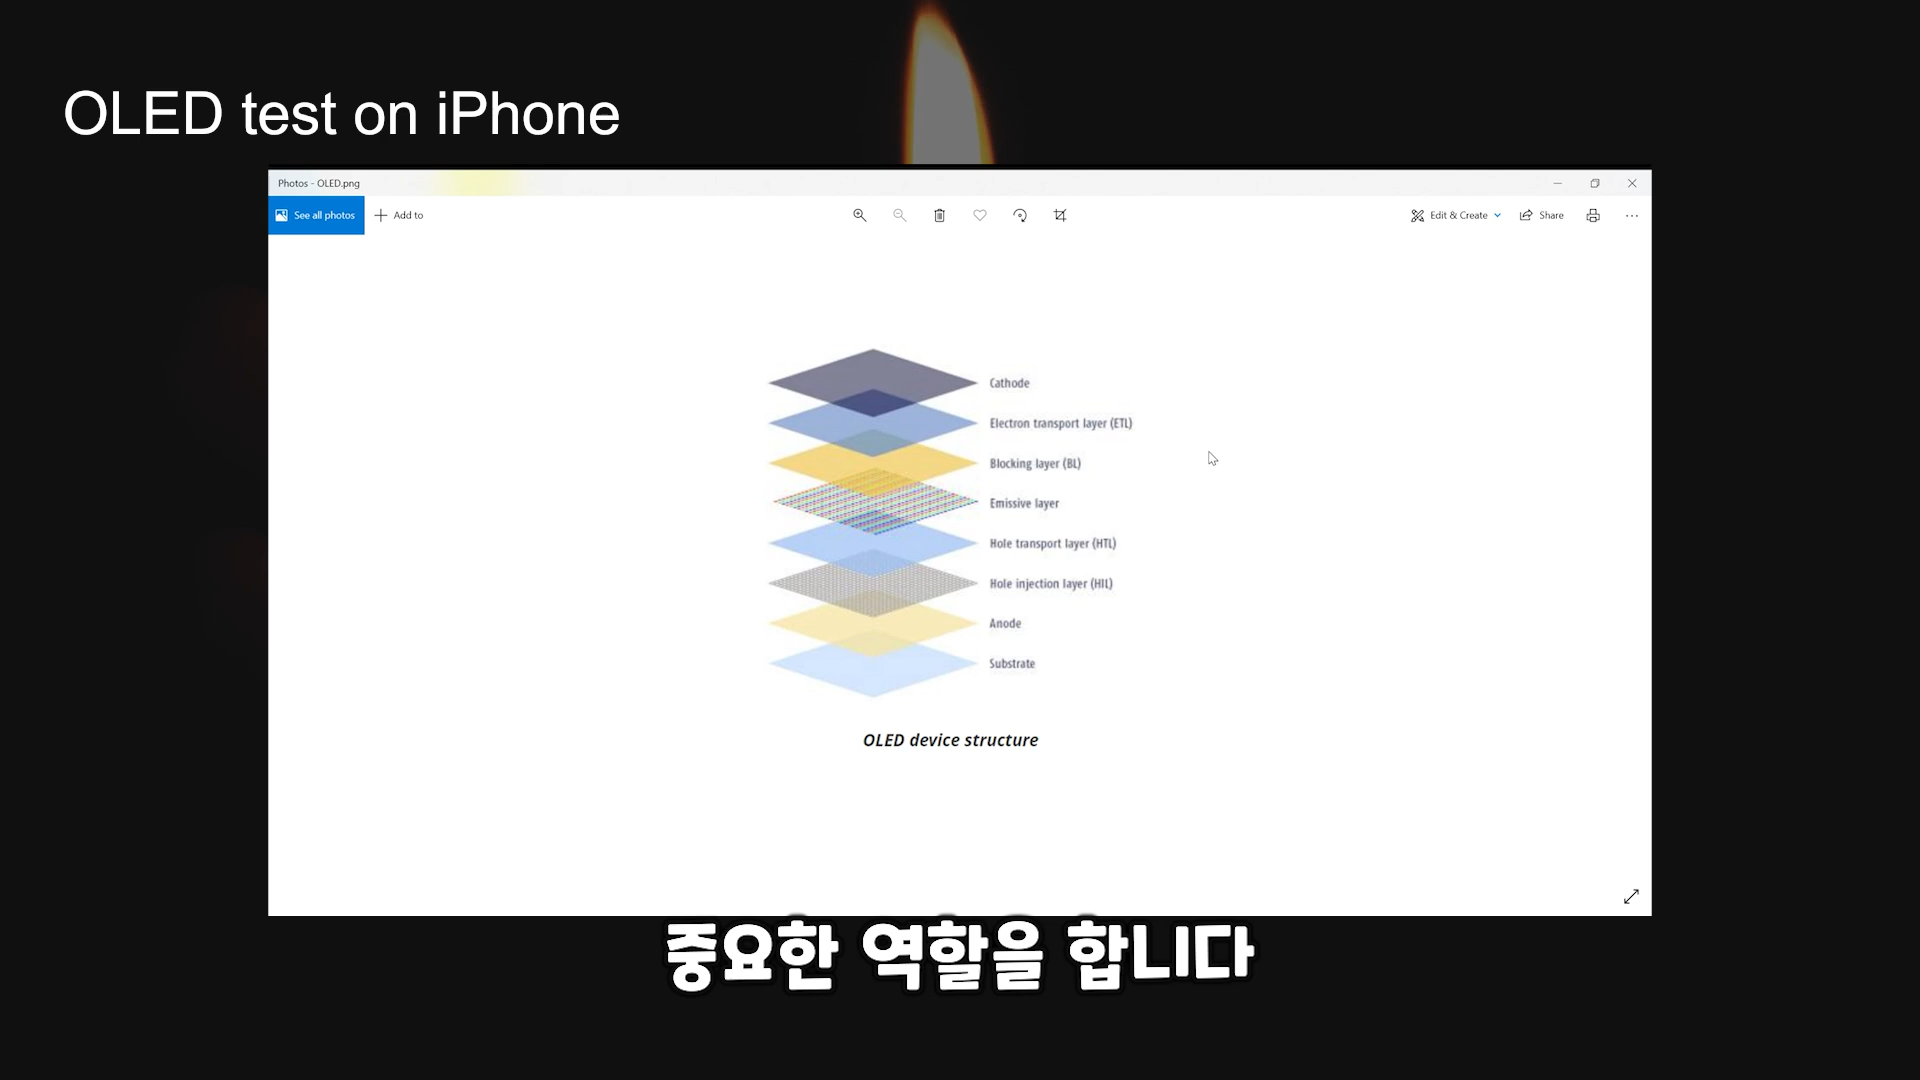 OLED test on iPhone
Photos - OLED.png
See all photos
Add to
Edit & Create
Share
Cathode
Electron transport layer (ETL)
Blocking layer (BL)
Emissive layer
Hole transport layer (HTL)
Hole injection layer (HIL)
Anode
Substrate
OLED device structure
중요한 역할을 합니다